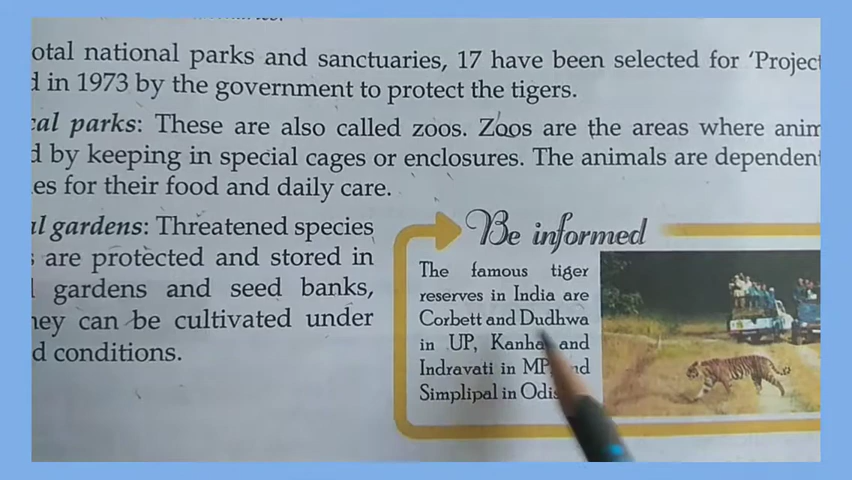 otal national parks and sanctuaries, 17 have been selected for 'Project
d in 1973 by the government to protect the tigers.
cal parks: These are also called zoos. Zoos are the areas where anim
d by keeping in special cages or enclosures. The animals are dependent
es for their food and daily care.
al gardens: Threatened species
s are protected and stored in
l gardens and seed banks,
hey can be cultivated under
d conditions.
Be informed
The famous tiger
reserves in India are
Corbett and Dudhwa
in UP, Kanha and
Indravati in MP, and
Simplipal in Odis